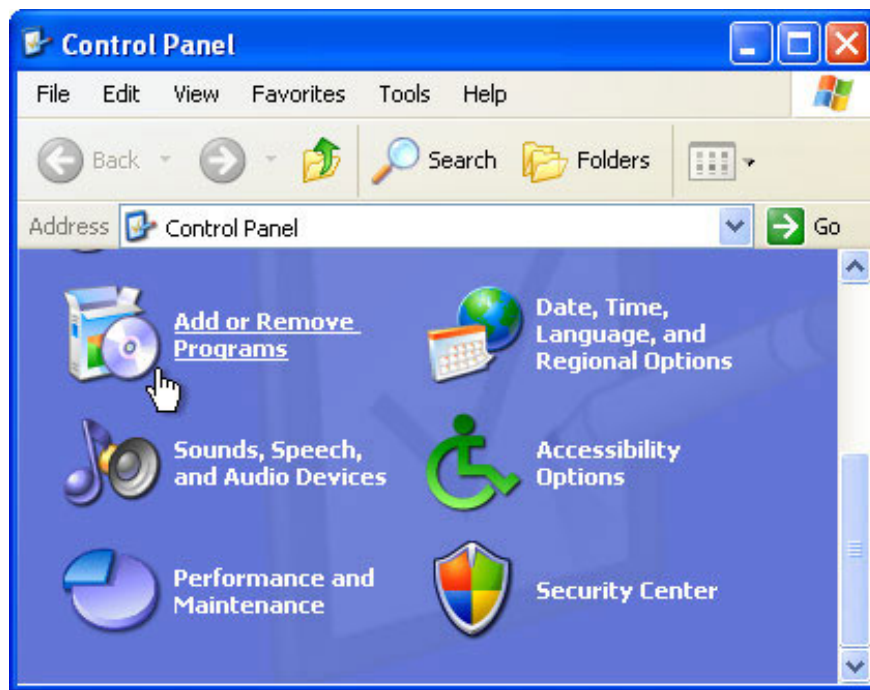 Control Panel
File Edit View Favorites Tools Help
Back Search Folders
Address Control Panel Go
Add or Remove
Programs
Date, Time,
Language, and
Regional Options
Sounds, Speech,
and Audio Devices
Accessibility
Options
Performance and
Maintenance
Security Center